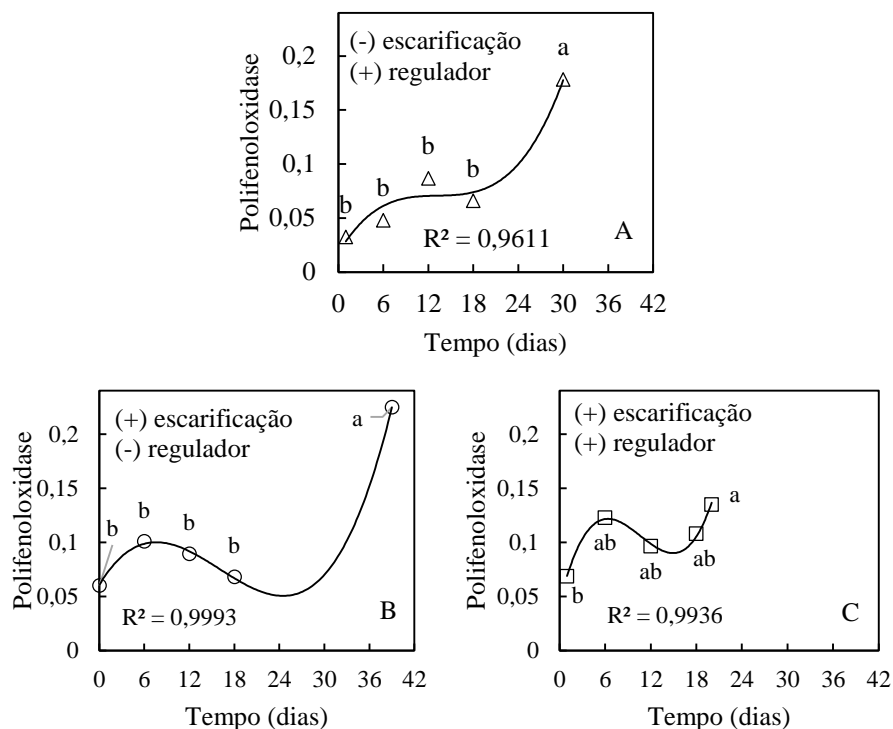 (-) escarificação
(+) regulador
a
b
b
b
b
R² = 0,9611
A
Polifenoloxidase
0,2
0,15
0,1
0,05
0
0 6 12 18 24 30 36 42
Tempo (dias)
(+) escarificação
(-) regulador
a
b
b
b
b
R² = 0,9993
B
Polifenoloxidase
0,2
0,15
0,1
0,05
0
0 6 12 18 24 30 36 42
Tempo (dias)
(+) escarificação
(+) regulador
a
ab
ab
ab
b
R² = 0,9936
C
Polifenoloxidase
0,2
0,15
0,1
0,05
0
0 6 12 18 24 30 36 42
Tempo (dias)